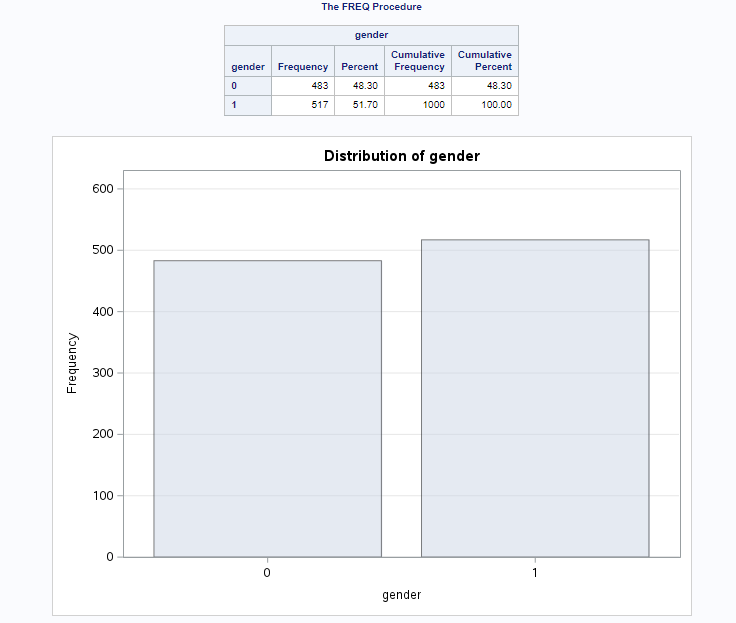 The FREQ Procedure
gender
gender Frequency Percent Cumulative Frequency Cumulative Percent
0 483 48.30 483 48.30
1 517 51.70 1000 100.00
Distribution of gender
600
500
400
300
200
100
0
Frequency
0 1
gender